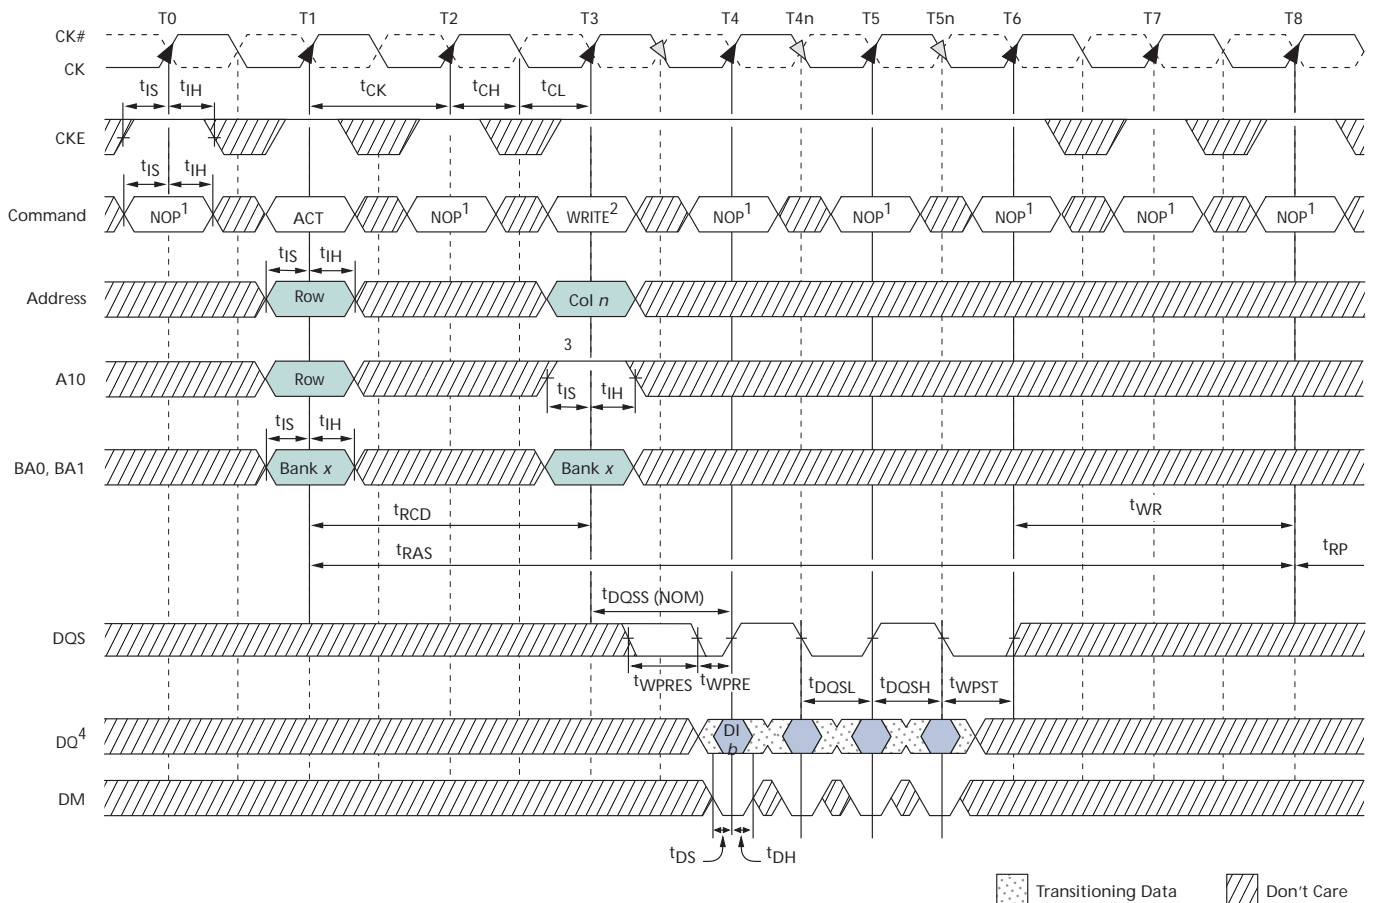 T0 T1 T2 T3 T4 T4n T5 T5n T6 T7 T8
CK#
CK
tIS tIH tCK tCH tCL
CKE
tIS tIH
Command NOP1 ACT NOP1 WRITE2 NOP1 NOP1 NOP1 NOP1 NOP1
tIS tIH
Address Row Col n
3
A10 Row
tIS tIH
tIS tIH
BA0, BA1 Bank x Bank x
tRCD tWR
tRAS tRP
tDQSS (NOM)
DQS
tWPRES tWPRE tDQSL tDQSH tWPST
DQ4 DI
b
DM
tDS tDH
Transitioning Data Don't Care